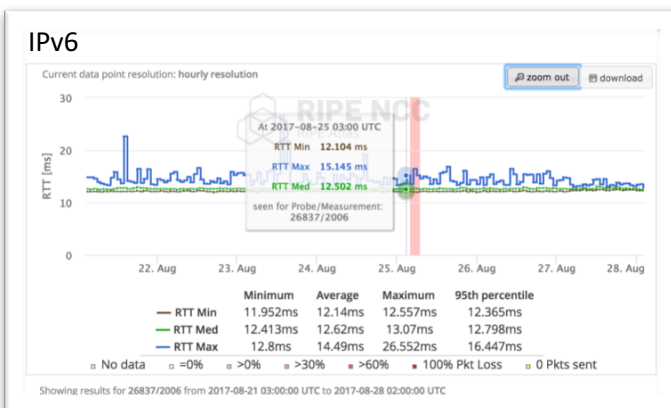 IPv6
Current data point resolution: hourly resolution
zoom out
download
30
20
10
0
RTT [ms]
RIPE NCC
RIPE Atlas
At 2017-08-25 03:00 UTC
RTT Min 12.104 ms
RTT Max 15.145 ms
RTT Med 12.502 ms
seen for Probe/Measurement:
26837/2006
22. Aug 23. Aug 24. Aug 25. Aug 26. Aug 27. Aug 28. Aug
Minimum Average Maximum 95th percentile
RTT Min 11.952ms 12.14ms 12.557ms 12.365ms
RTT Med 12.413ms 12.62ms 13.07ms 12.798ms
RTT Max 12.8ms 14.49ms 26.552ms 16.447ms
No data =0% >0% >30% >60% 100% Pkt Loss 0 Pkts sent
Showing results for 26837/2006 from 2017-08-21 03:00:00 UTC to 2017-08-28 02:00:00 UTC